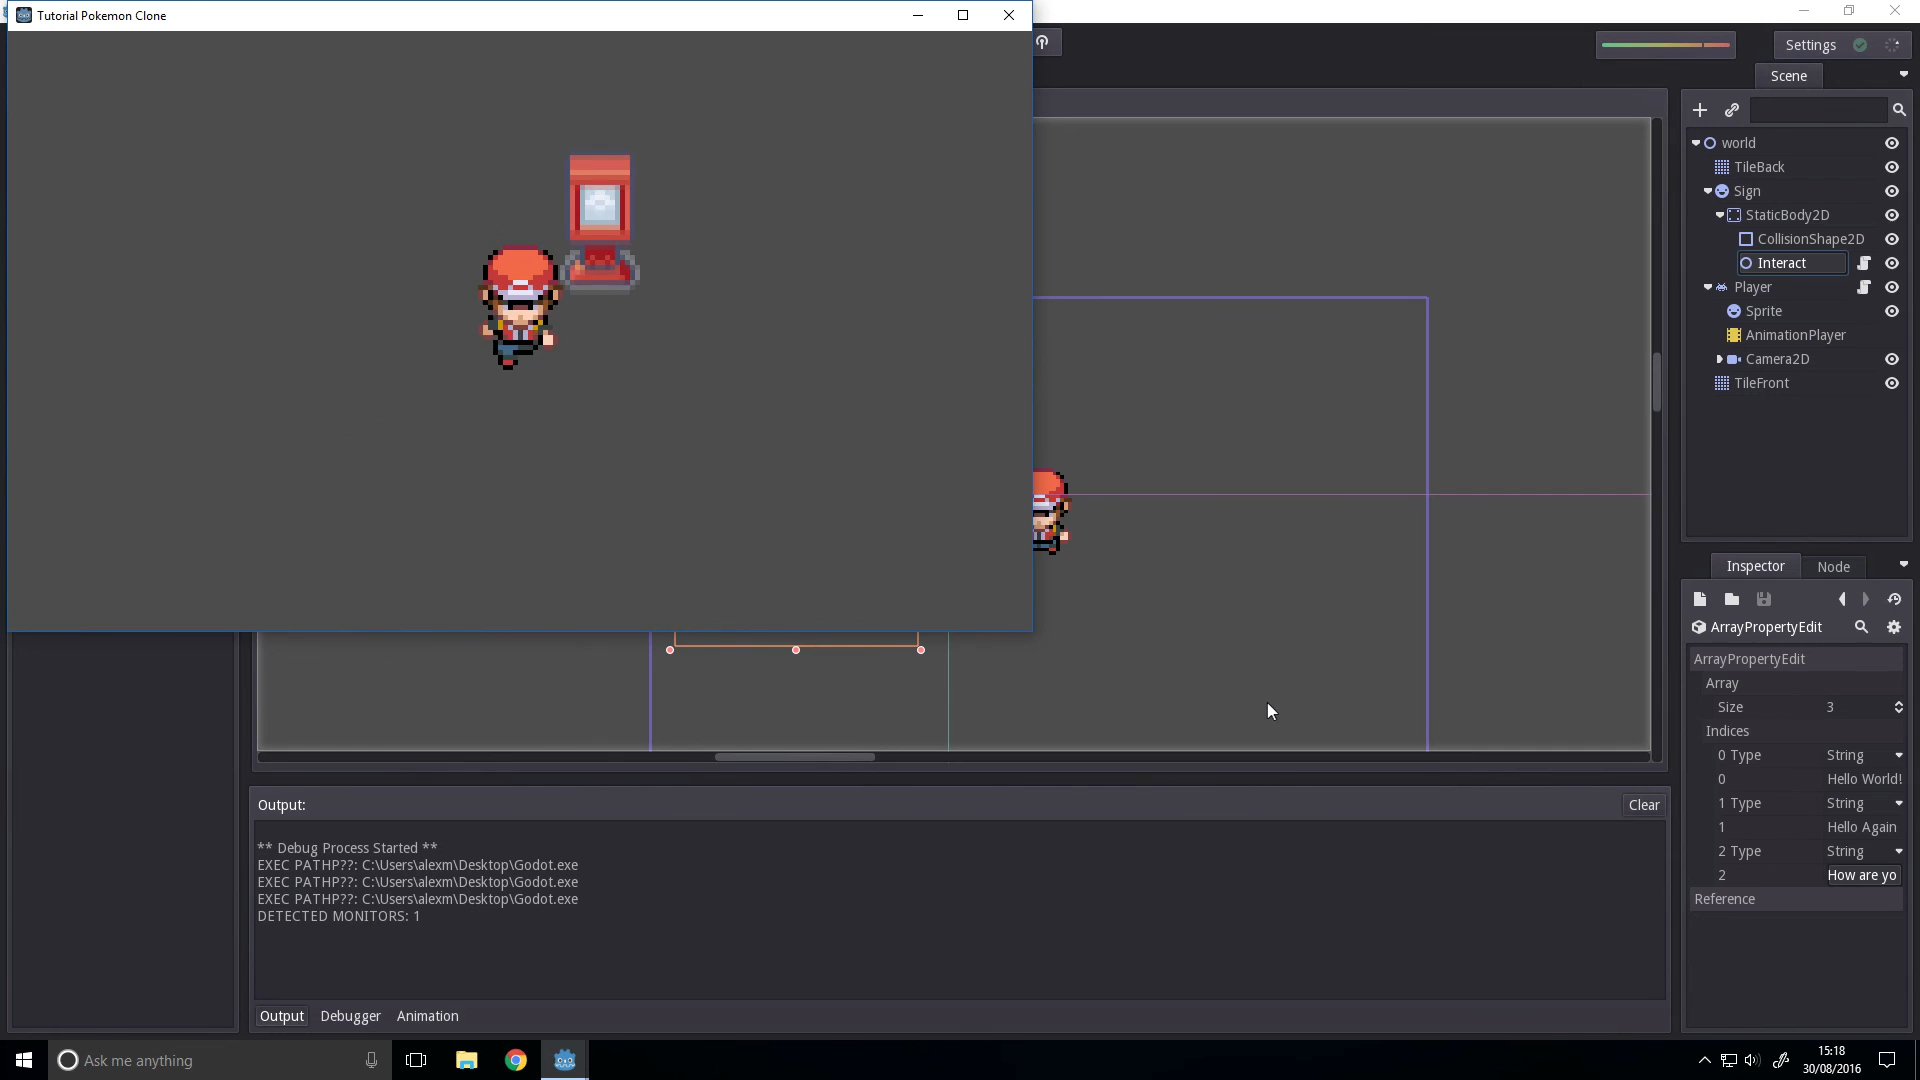 Tutorial Pokemon Clone
Settings
Scene
world
TileBack
Sign
StaticBody2D
CollisionShape2D
Interact
Player
Sprite
AnimationPlayer
Camera2D
TileFront
Inspector
Node
ArrayPropertyEdit
ArrayPropertyEdit
Array
Size 3
Indices
0 Type String
0 Hello World!
1 Type String
1 Hello Again
2 Type String
2 How are yo
Reference
Output:
Clear
** Debug Process Started **
EXEC PATHP??: C:\Users\alexm\Desktop\Godot.exe
EXEC PATHP??: C:\Users\alexm\Desktop\Godot.exe
EXEC PATHP??: C:\Users\alexm\Desktop\Godot.exe
DETECTED MONITORS: 1
Output Debugger Animation
Ask me anything
15:18
30/08/2016